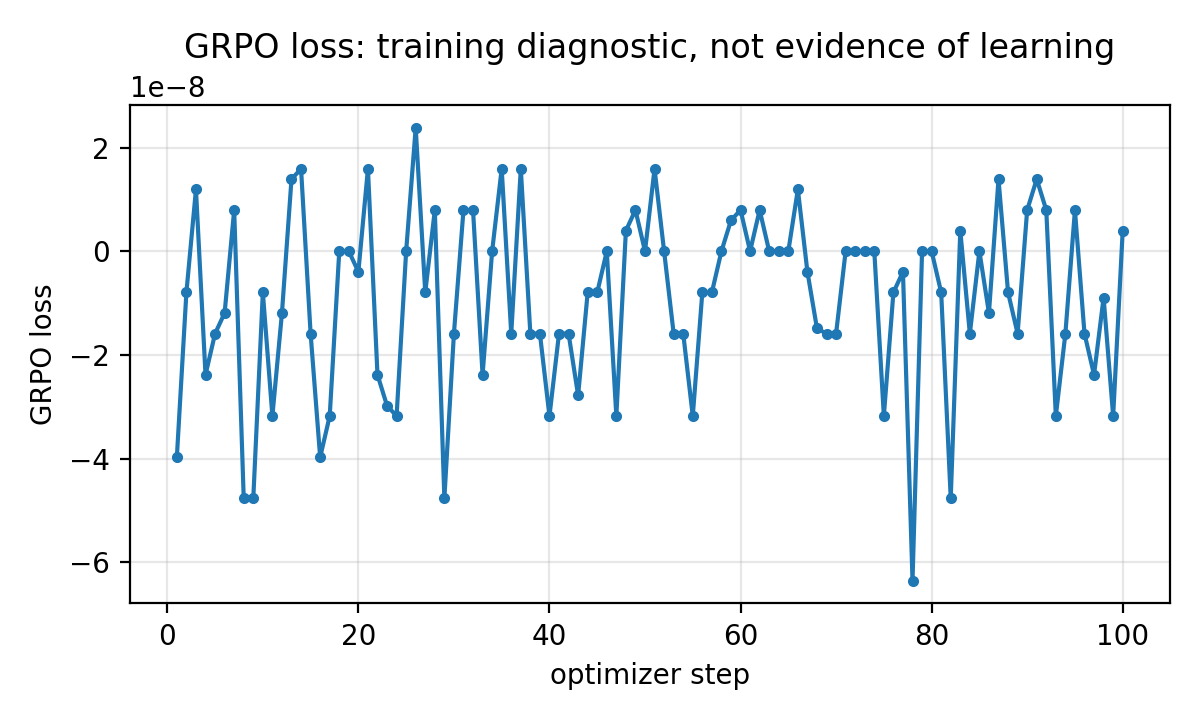 GRPO loss: training diagnostic, not evidence of learning
1e−8
2
0
−2
−4
−6
GRPO loss
0 20 40 60 80 100
optimizer step